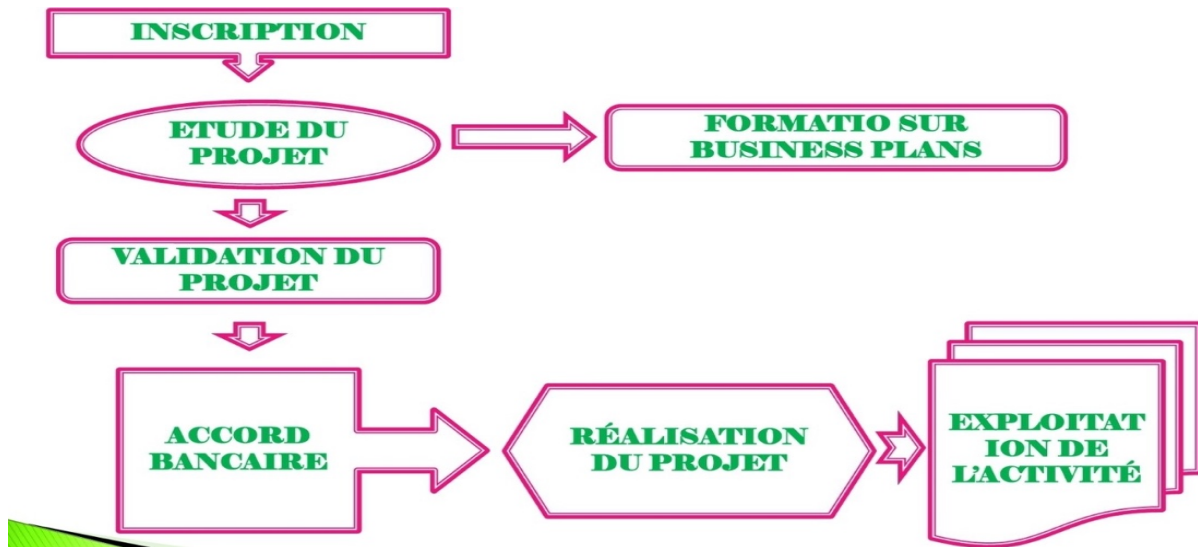 INSCRIPTION
ETUDE DU
PROJET
FORMATIO SUR
BUSINESS PLANS
VALIDATION DU
PROJET
ACCORD
BANCAIRE
RÉALISATION
DU PROJET
EXPLOITAT
ION DE
L'ACTIVITÉ